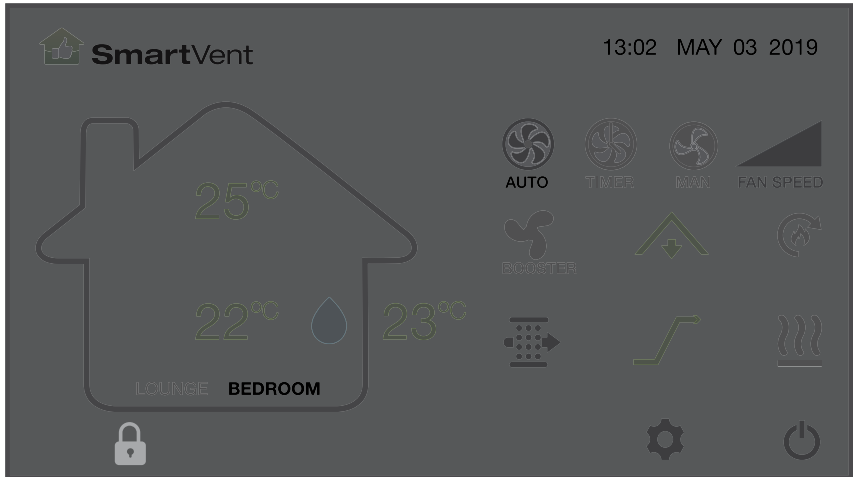 SmartVent
13:02 MAY 03 2019
25°C
AUTO TIMER MAN FAN SPEED
BOOSTER
22°C 23°C
LOUNGE BEDROOM